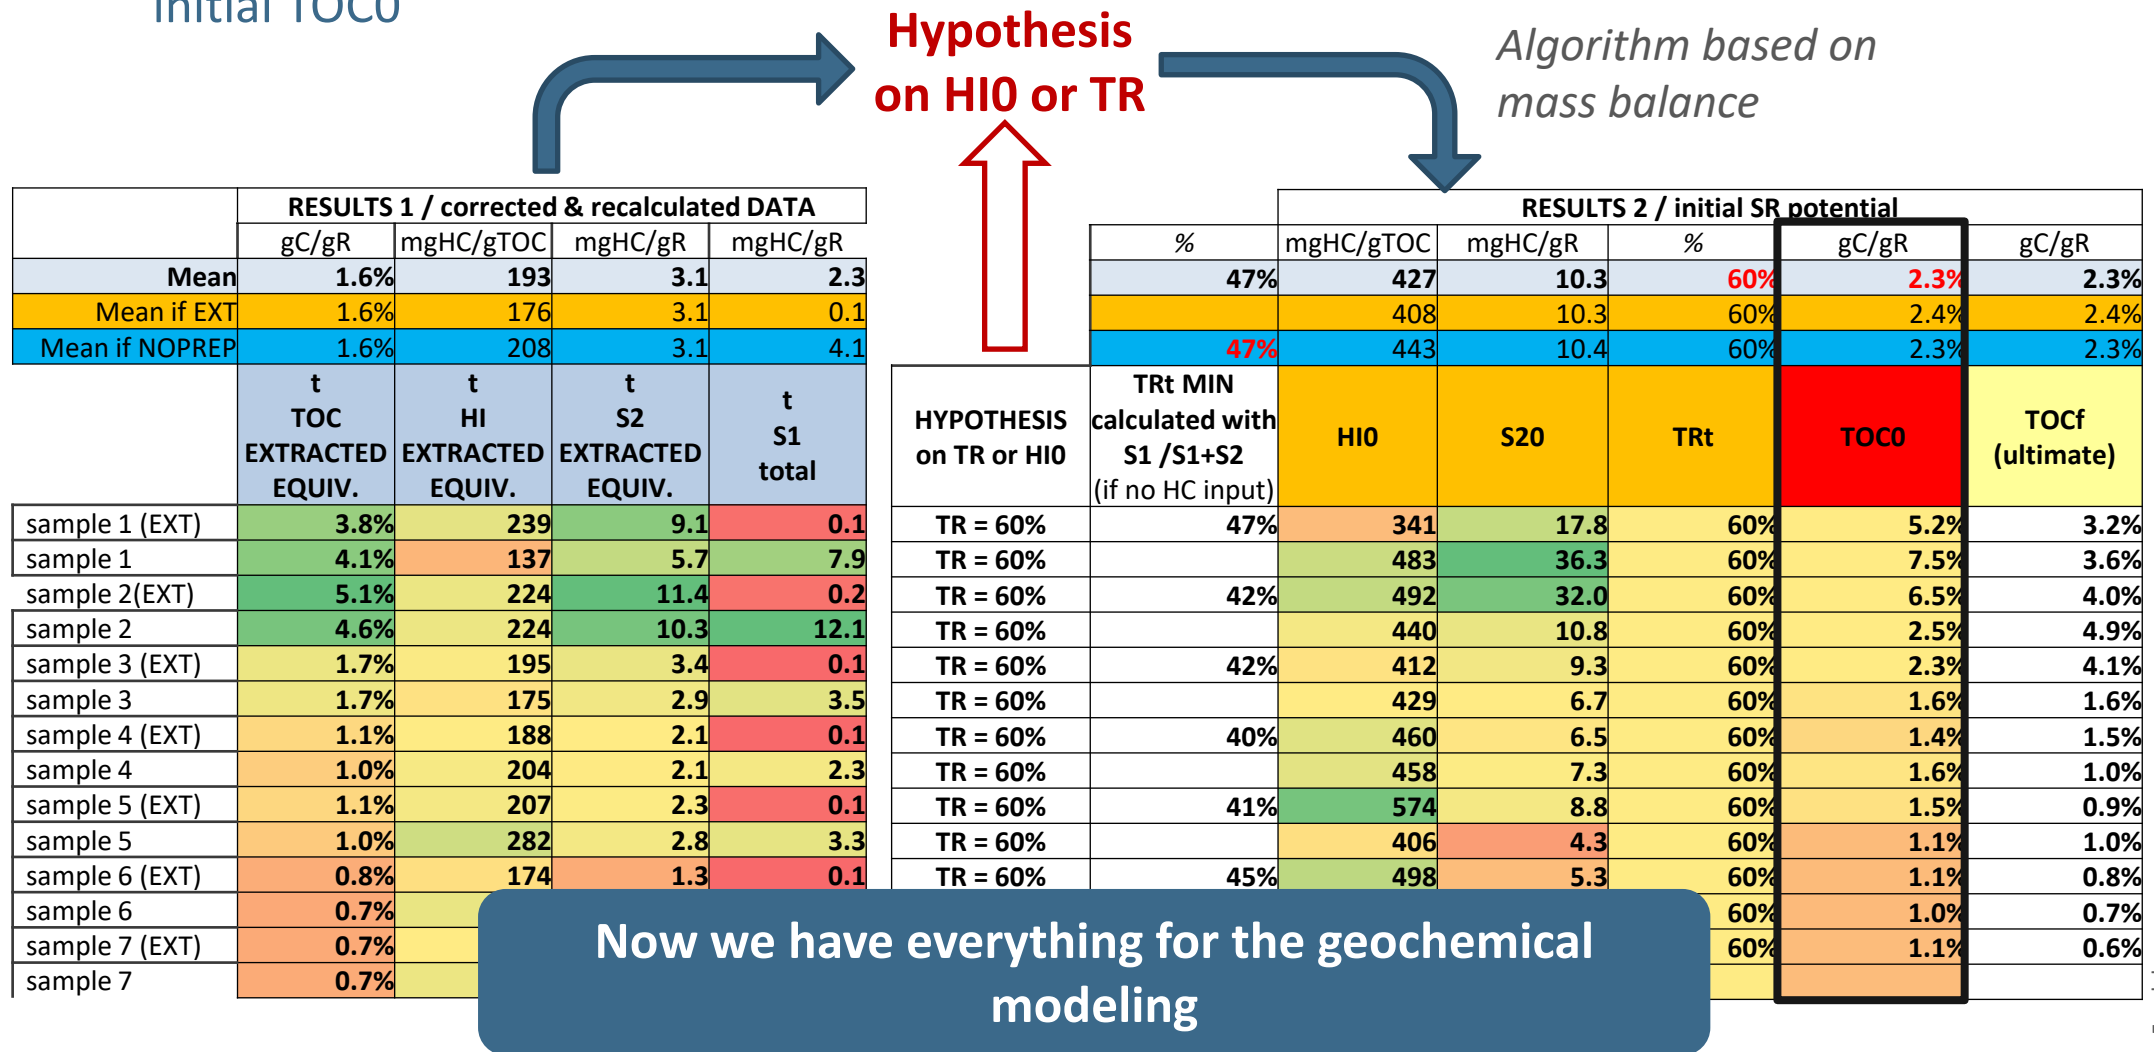 Initial TOC0
Hypothesis
on HI0 or TR
Algorithm based on
mass balance
RESULTS 1 / corrected & recalculated DATA
gC/gR mgHC/gTOC mgHC/gR mgHC/gR
Mean 1.6% 193 3.1 2.3
Mean if EXT 1.6% 176 3.1 0.1
Mean if NOPREP 1.6% 208 3.1 4.1
t
TOC
EXTRACTED
EQUIV.
t
HI
EXTRACTED
EQUIV.
t
S2
EXTRACTED
EQUIV.
t
S1
total
sample 1 (EXT) 3.8% 239 9.1 0.1
sample 1 4.1% 137 5.7 7.9
sample 2(EXT) 5.1% 224 11.4 0.2
sample 2 4.6% 224 10.3 12.1
sample 3 (EXT) 1.7% 195 3.4 0.1
sample 3 1.7% 175 2.9 3.5
sample 4 (EXT) 1.1% 188 2.1 0.1
sample 4 1.0% 204 2.1 2.3
sample 5 (EXT) 1.1% 207 2.3 0.1
sample 5 1.0% 282 2.8 3.3
sample 6 (EXT) 0.8% 174 1.3 0.1
sample 6 0.7%
sample 7 (EXT) 0.7%
sample 7 0.7%
RESULTS 2 / initial SR potential
% mgHC/gTOC mgHC/gR % gC/gR gC/gR
47% 427 10.3 60% 2.3% 2.3%
408 10.3 60% 2.4% 2.4%
47% 443 10.4 60% 2.3% 2.3%
HYPOTHESIS
on TR or HI0
TRt MIN
calculated with
S1 /S1+S2
(if no HC input)
HI0
S20
TRt
TOC0
TOCf
(ultimate)
TR = 60% 47% 341 17.8 60% 5.2% 3.2%
TR = 60% 483 36.3 60% 7.5% 3.6%
TR = 60% 42% 492 32.0 60% 6.5% 4.0%
TR = 60% 440 10.8 60% 2.5% 4.9%
TR = 60% 42% 412 9.3 60% 2.3% 4.1%
TR = 60% 429 6.7 60% 1.6% 1.6%
TR = 60% 40% 460 6.5 60% 1.4% 1.5%
TR = 60% 458 7.3 60% 1.6% 1.0%
TR = 60% 41% 574 8.8 60% 1.5% 0.9%
TR = 60% 406 4.3 60% 1.1% 1.0%
TR = 60% 45% 498 5.3 60% 1.1% 0.8%
60% 1.0% 0.7%
60% 1.1% 0.6%
Now we have everything for the geochemical
modeling